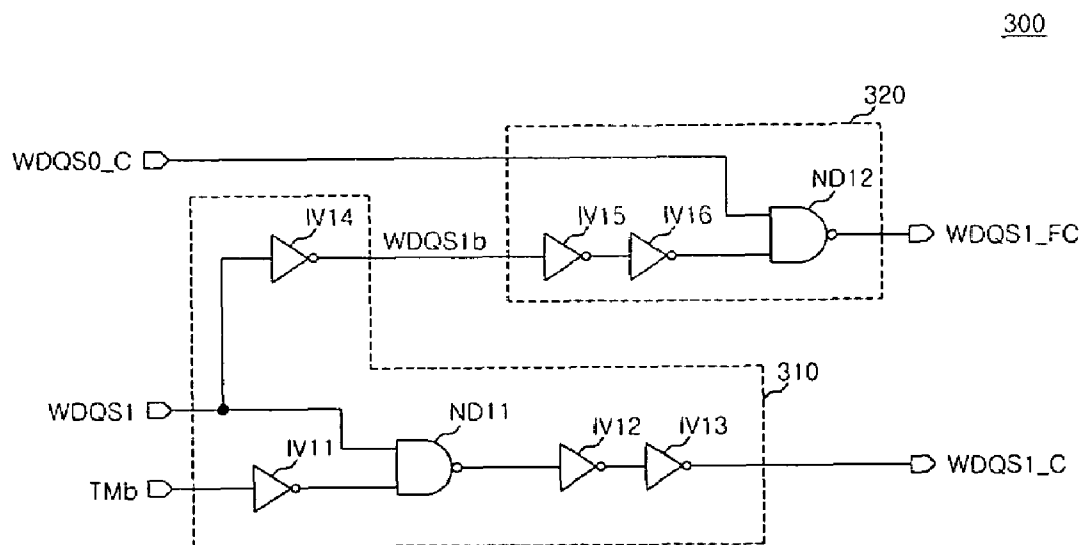 300
320
WDQS0_C
ND12
IV14
IV15
IV16
WDQS1b
WDQS1_FC
310
WDQS1
ND11
IV11
IV12
IV13
TMb
WDQS1_C